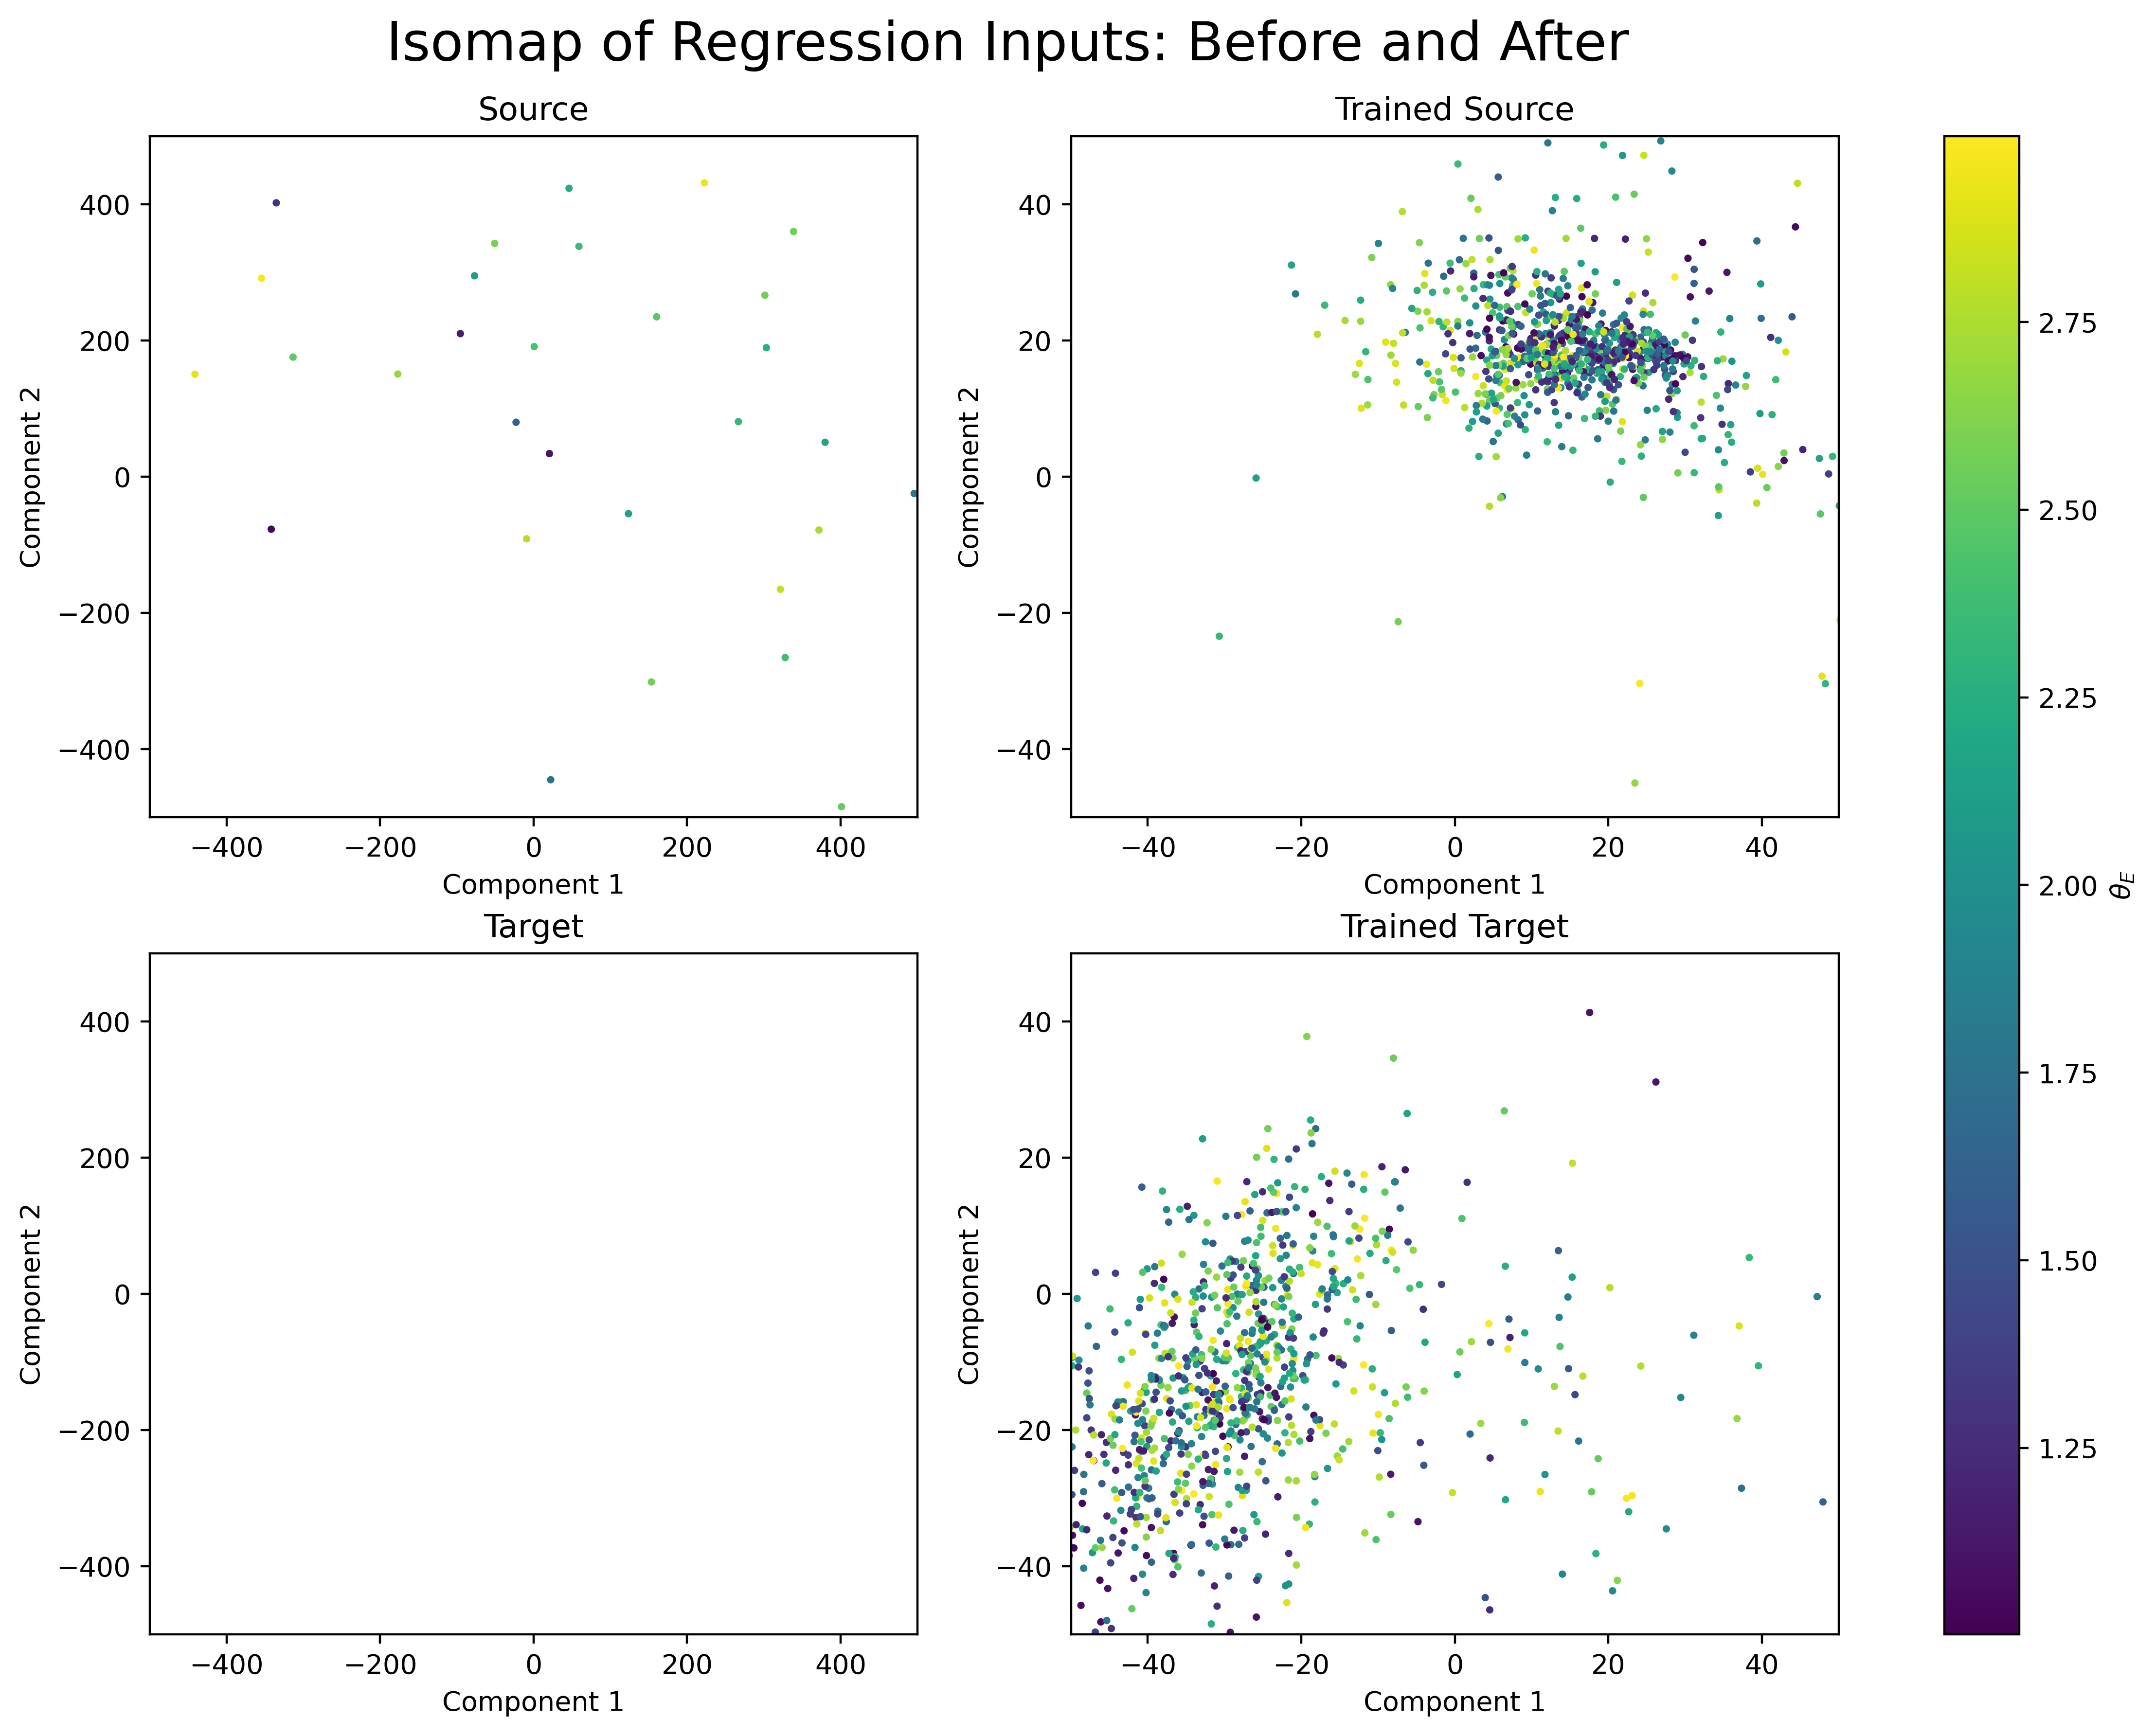 Isomap of Regression Inputs: Before and After
Source
Trained Source
400
200
0
−200
−400
Component 2
−400 −200 0 200 400
Component 1
40
20
0
−20
−40
Component 2
−40 −20 0 20 40
Component 1
Target
Trained Target
400
200
0
−200
−400
Component 2
−400 −200 0 200 400
Component 1
40
20
0
−20
−40
Component 2
−40 −20 0 20 40
Component 1
2.75
2.50
2.25
2.00
1.75
1.50
1.25
θ_E